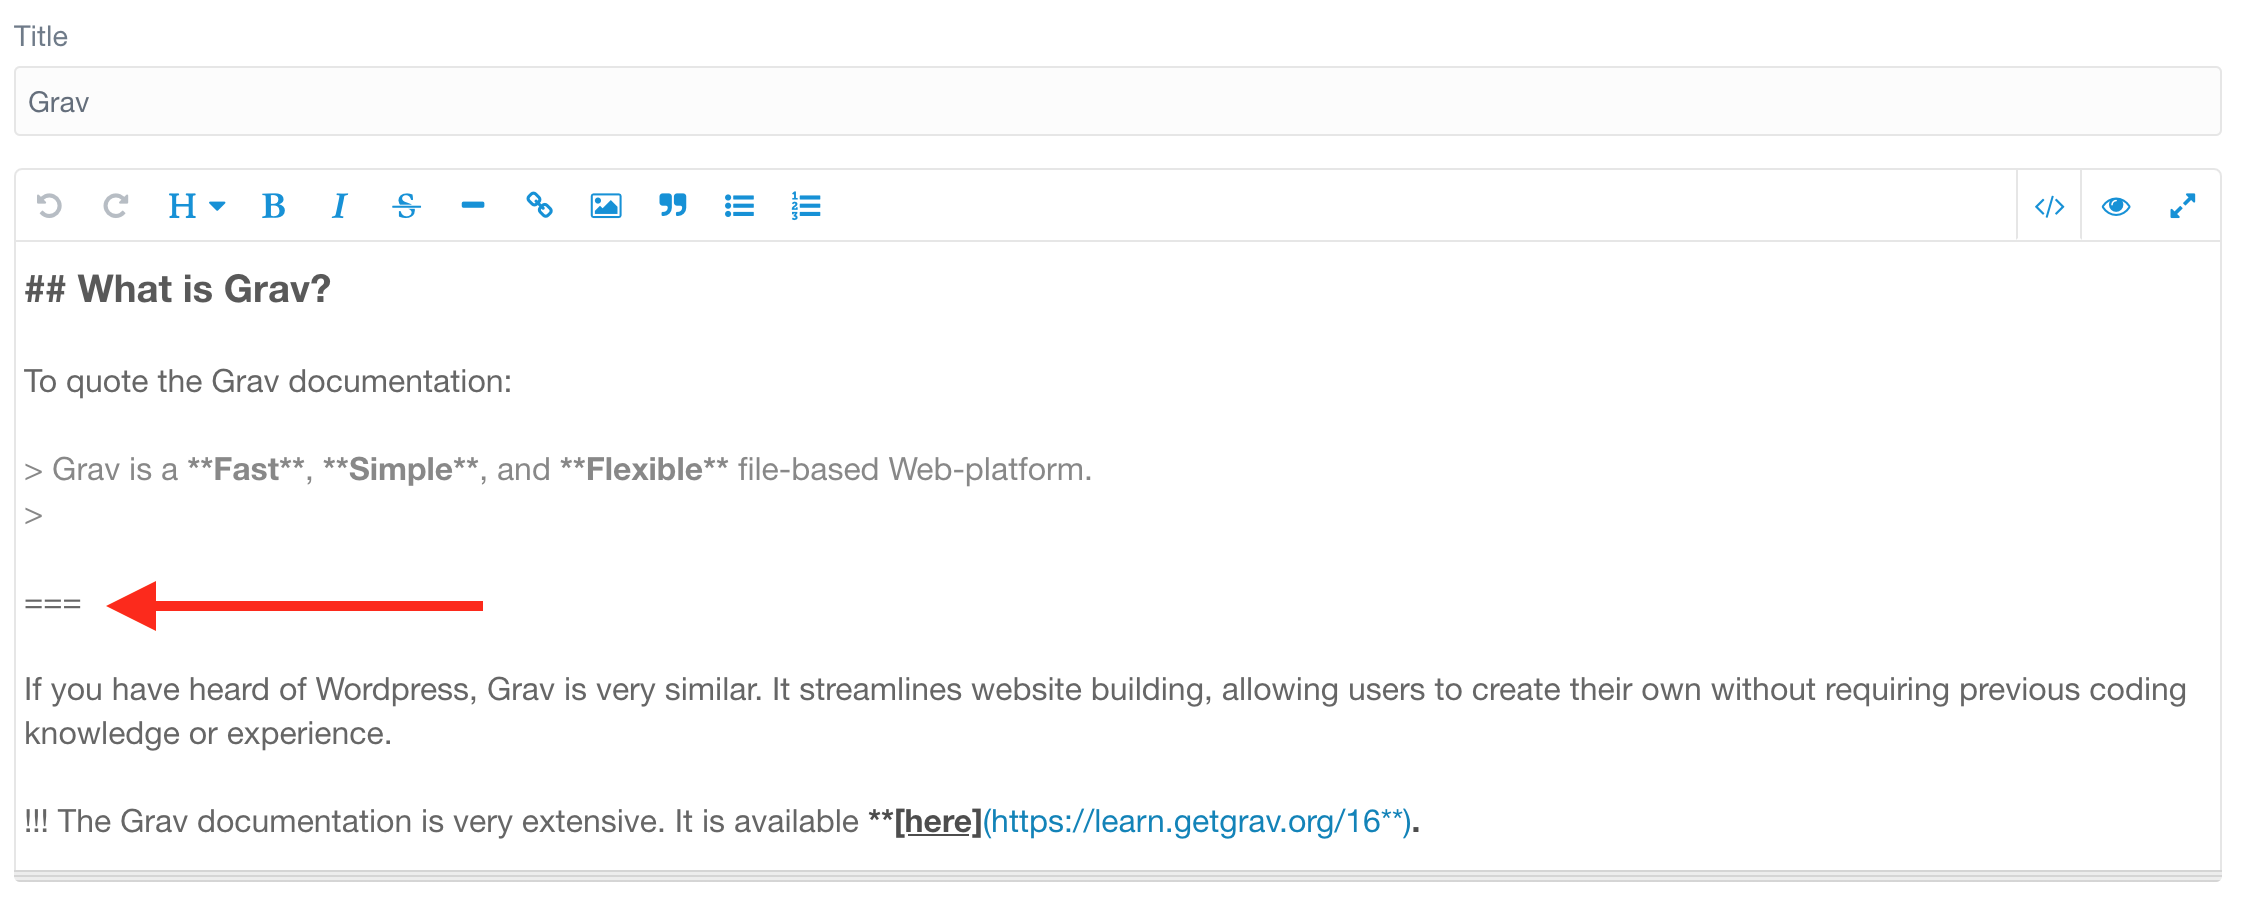 Title
Grav
H B I S
</>
## What is Grav?
To quote the Grav documentation:
> Grav is a **Fast**, **Simple**, and **Flexible** file-based Web-platform.
>
===
If you have heard of Wordpress, Grav is very similar. It streamlines website building, allowing users to create their own without requiring previous coding
knowledge or experience.
!!! The Grav documentation is very extensive. It is available **[here](https://learn.getgrav.org/16**).